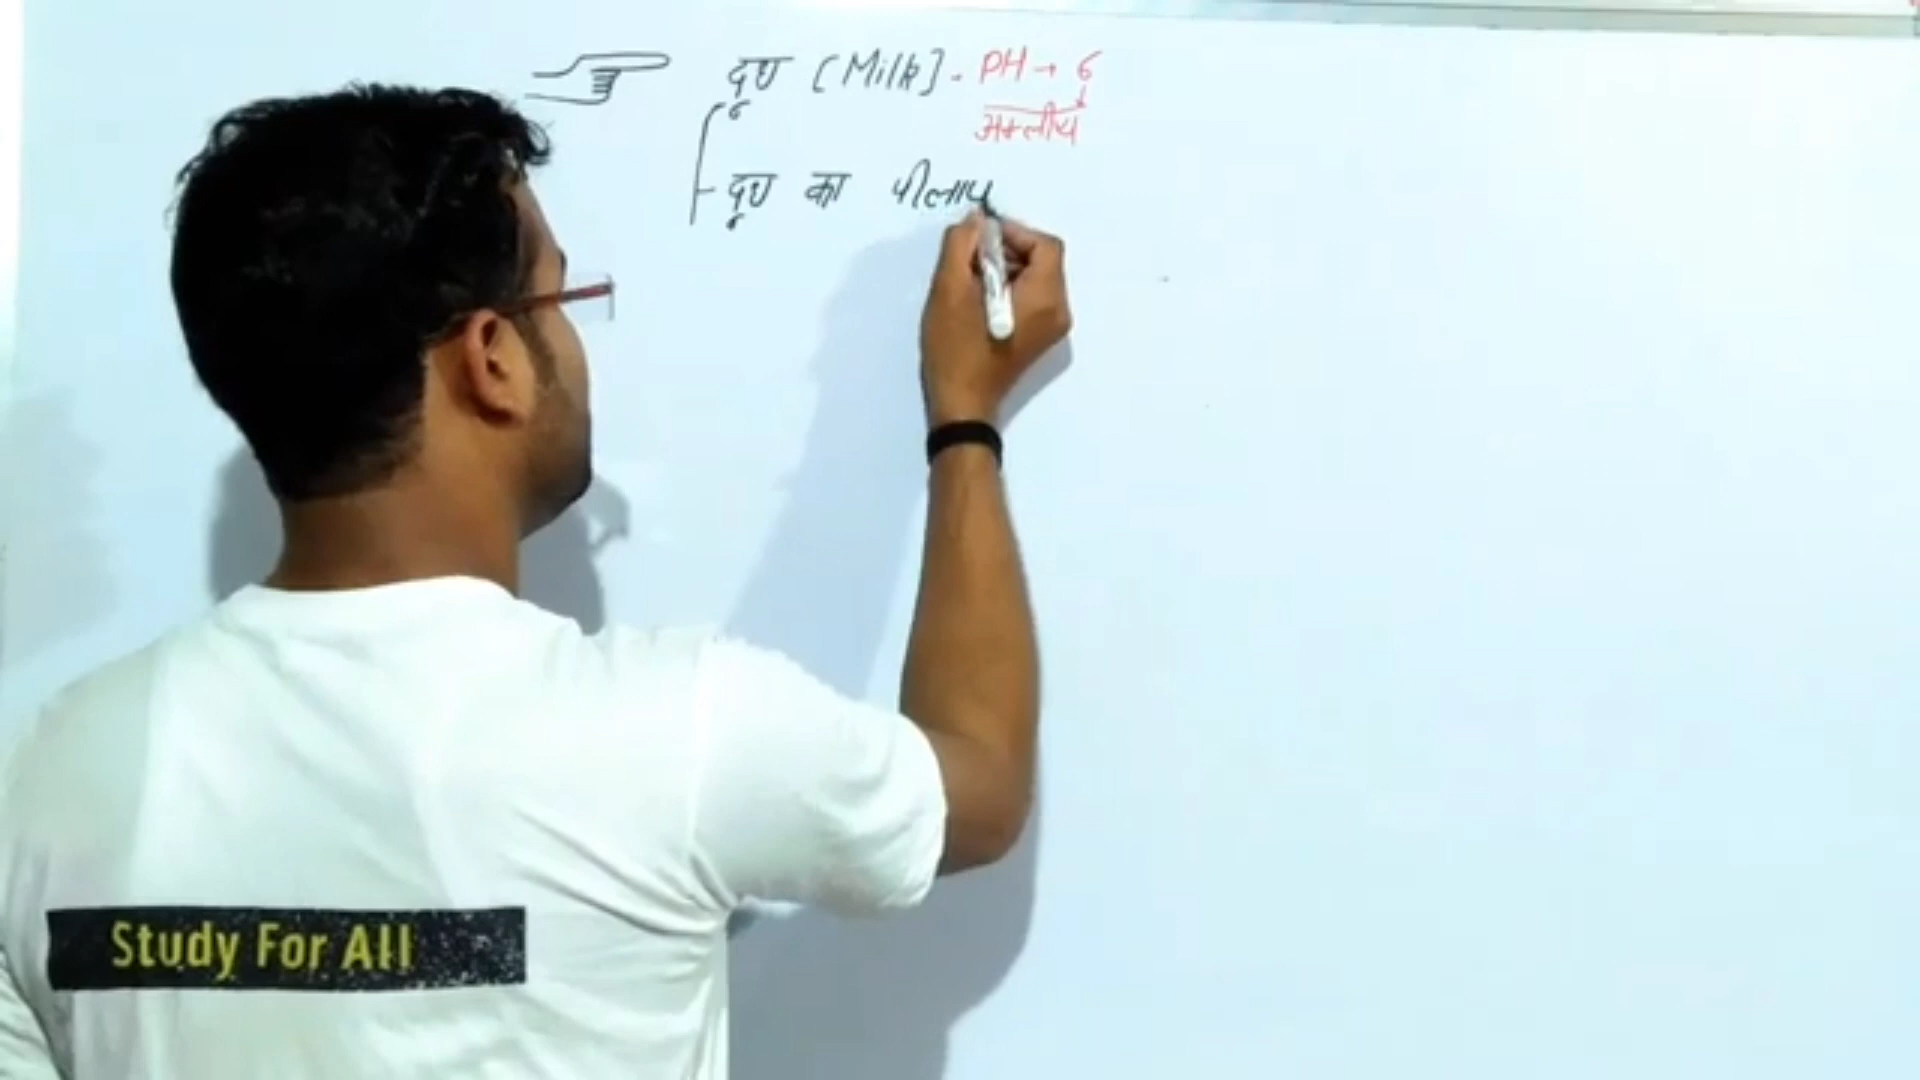 दूध (Milk) - PH → 6
अम्लीय
दूध का पीलाप
Study For All